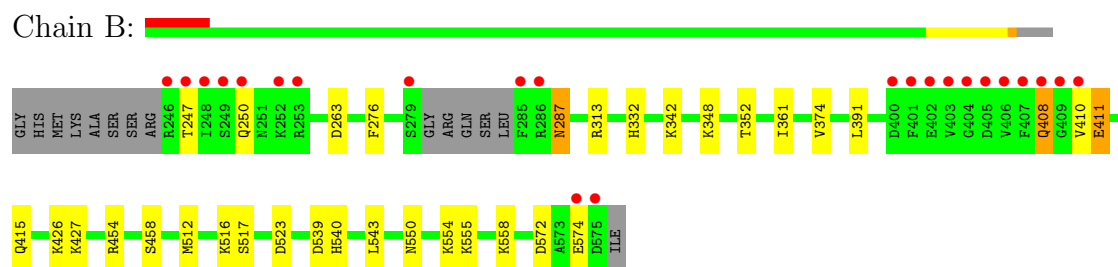 Chain B:
GLY HIS MET LYS ALA SER SER ARG R246 T247 I248 S249 Q250 N251 K252 R253 D263 F276 S279 GLY ARG GLN SER LEU F285 R286 N287 R313 H332 K342 K348 T352 I361 V374 L391 D400 F401 E402 V403 G404 D405 V406 F407 Q408 G409 V410 E411
Q415 K426 K427 R454 S458 M512 K516 S517 D523 D539 H540 L543 N550 K554 K555 K558 D572 A573 E574 D575 ILE